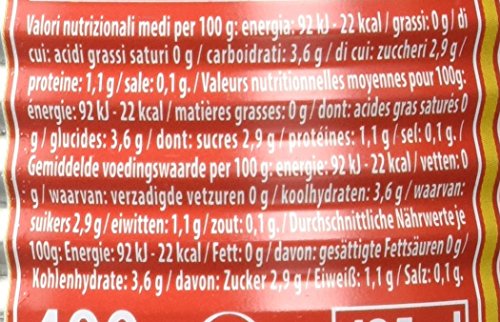 Valori nutrizionali medi per 100 g: energia: 92 kJ - 22 kcal / grassi: 0 g / di
cui: acidi grassi saturi 0 g / carboidrati: 3,6 g / di cui: zuccheri 2,9 g /
proteine: 1,1 g / sale: 0,1 g. / Valeurs nutritionnelles moyennes pour 100g:
énergie: 92 kJ - 22 kcal / matières grasses: 0 g / dont: acides gras saturés 0
g / glucides: 3,6 g / dont: sucres 2,9 g / protéines: 1,1 g / sel: 0,1 g. /
Gemiddelde voedingswaarde per 100 g: energie: 92 kJ - 22 kcal / vetten: 0
g / waarvan: verzadigde vetzuren 0 g / koolhydraten: 3,6 g / waarvan:
suikers 2,9 g / eiwitten: 1,1 g / zout: 0,1 g. / Durchschnittliche Nährwerte je
100g: Energie: 92 kJ - 22 kcal / Fett: 0 g / davon: gesättigte Fettsäuren 0 g /
Kohlenhydrate: 3,6 g / davon: Zucker 2,9 g / Eiweiß: 1,1 g / Salz: 0,1 g.